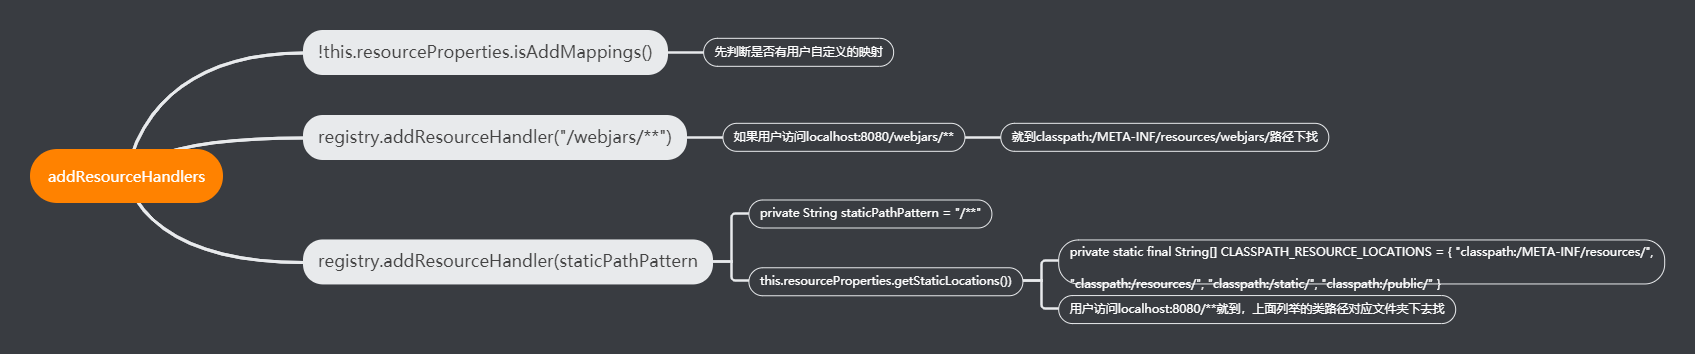 addResourceHandlers
!this.resourceProperties.isAddMappings()
先判断是否有用户自定义的映射
registry.addResourceHandler("/webjars/**")
如果用户访问localhost:8080/webjars/**
就到classpath:/META-INF/resources/webjars/路径下找
registry.addResourceHandler(staticPathPattern
private String staticPathPattern = "/**"
this.resourceProperties.getStaticLocations())
private static final String[] CLASSPATH_RESOURCE_LOCATIONS = { "classpath:/META-INF/resources/",
"classpath:/resources/", "classpath:/static/", "classpath:/public/" }
用户访问localhost:8080/**就到，上面列举的类路径对应文件夹下去找